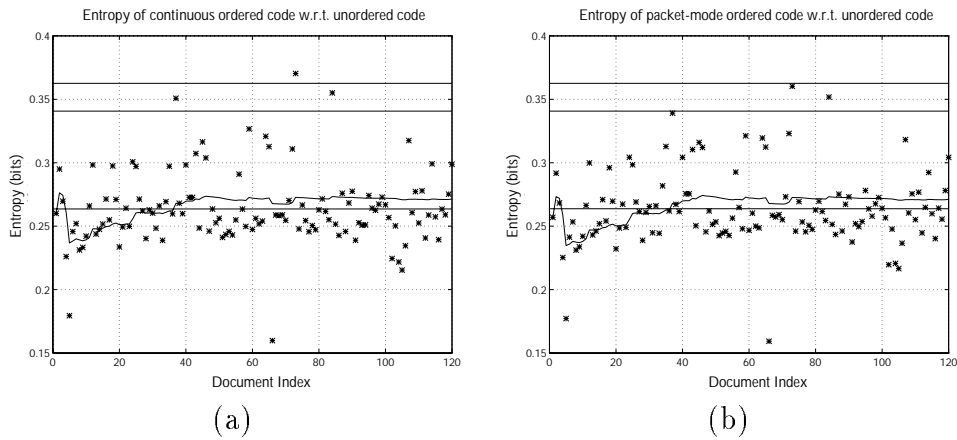 Entropy of continuous ordered code w.r.t. unordered code
0.4
0.35
0.3
0.25
0.2
0.15
Entropy (bits)
0 20 40 60 80 100 120
Document Index
(a)
Entropy of packet-mode ordered code w.r.t. unordered code
0.4
0.35
0.3
0.25
0.2
0.15
Entropy (bits)
0 20 40 60 80 100 120
Document Index
(b)